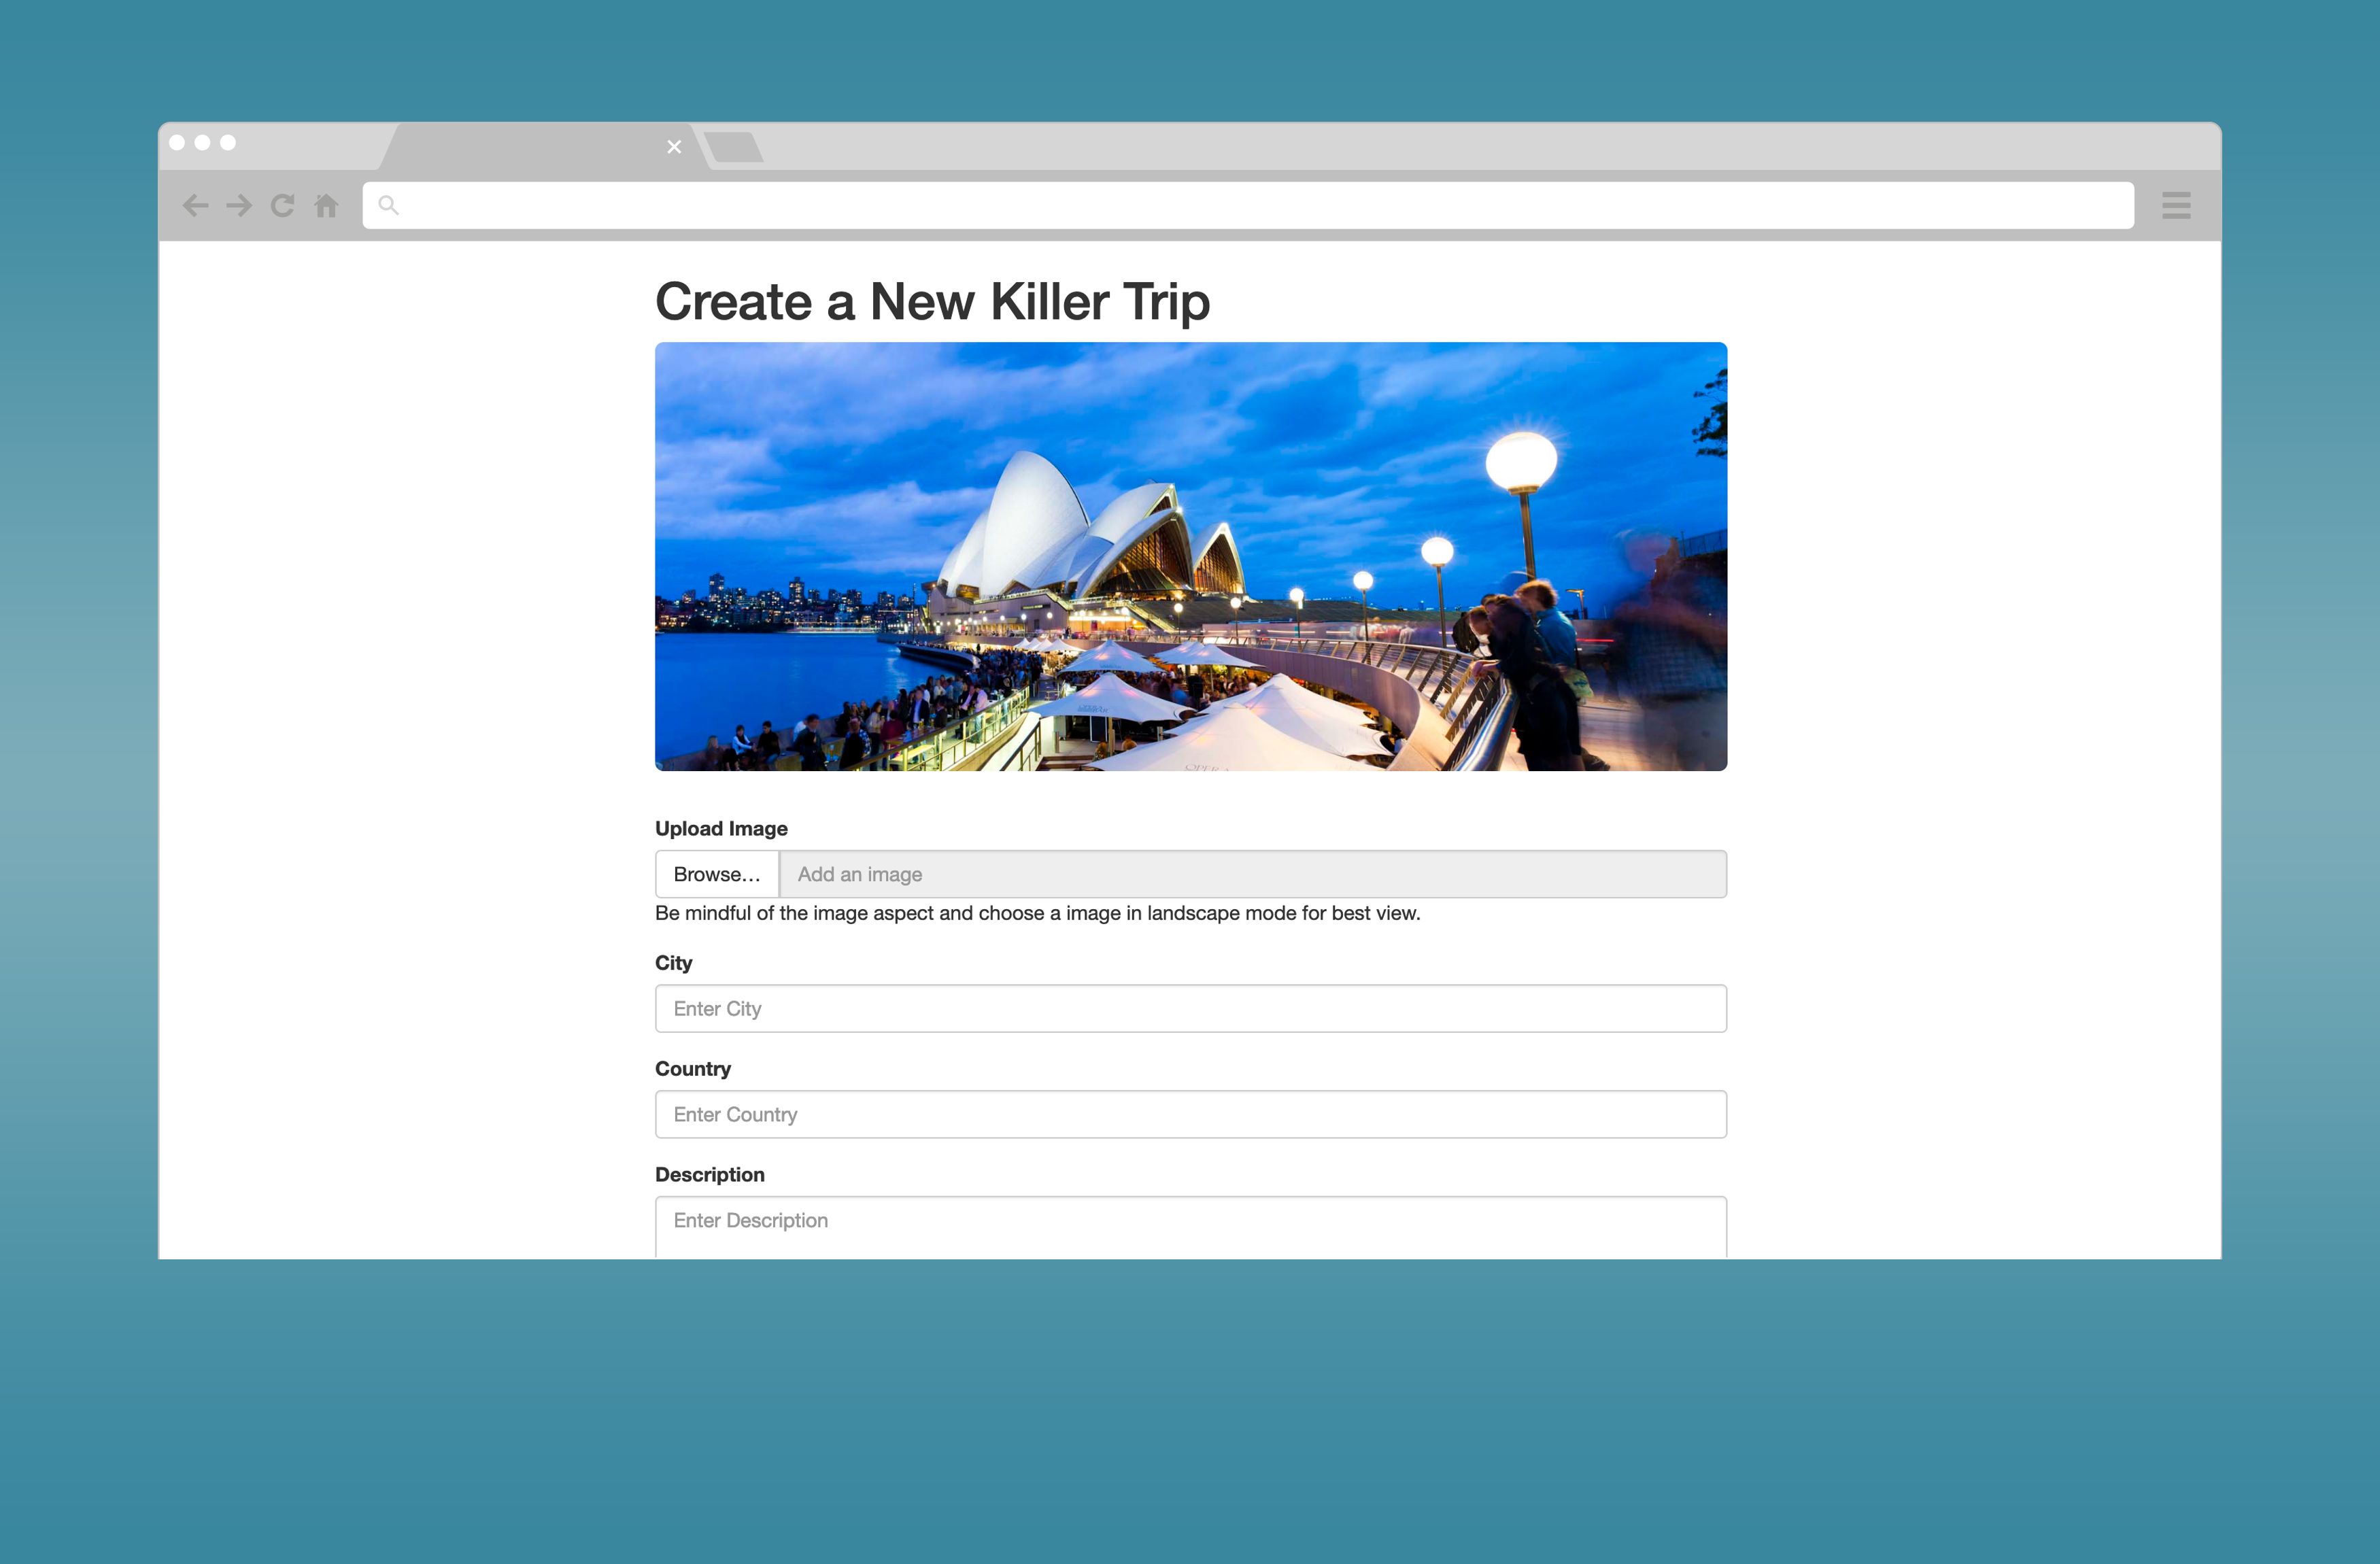 Create a New Killer Trip
OPERA
Upload Image
Browse... Add an image
Be mindful of the image aspect and choose a image in landscape mode for best view.
City
Enter City
Country
Enter Country
Description
Enter Description